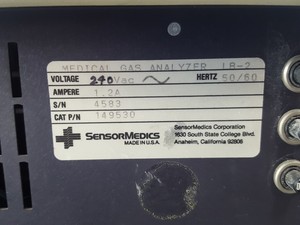 MEDICAL GAS ANALYZER LB-2
VOLTAGE 240Vac HERTZ 50/60
AMPERE 1.2A
S/N 4583
CAT P/N 149530
SENSORMEDICS
MADE IN U.S.A.
SensorMedics Corporation
1630 South State College Blvd.
Anaheim, California 92806